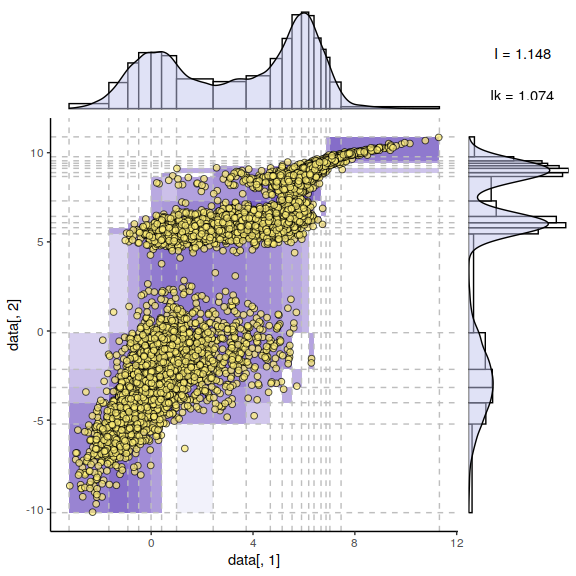 I = 1.148
Ik = 1.074
10
5
0
-5
-10
data[, 2]
0 4 8 12
data[, 1]